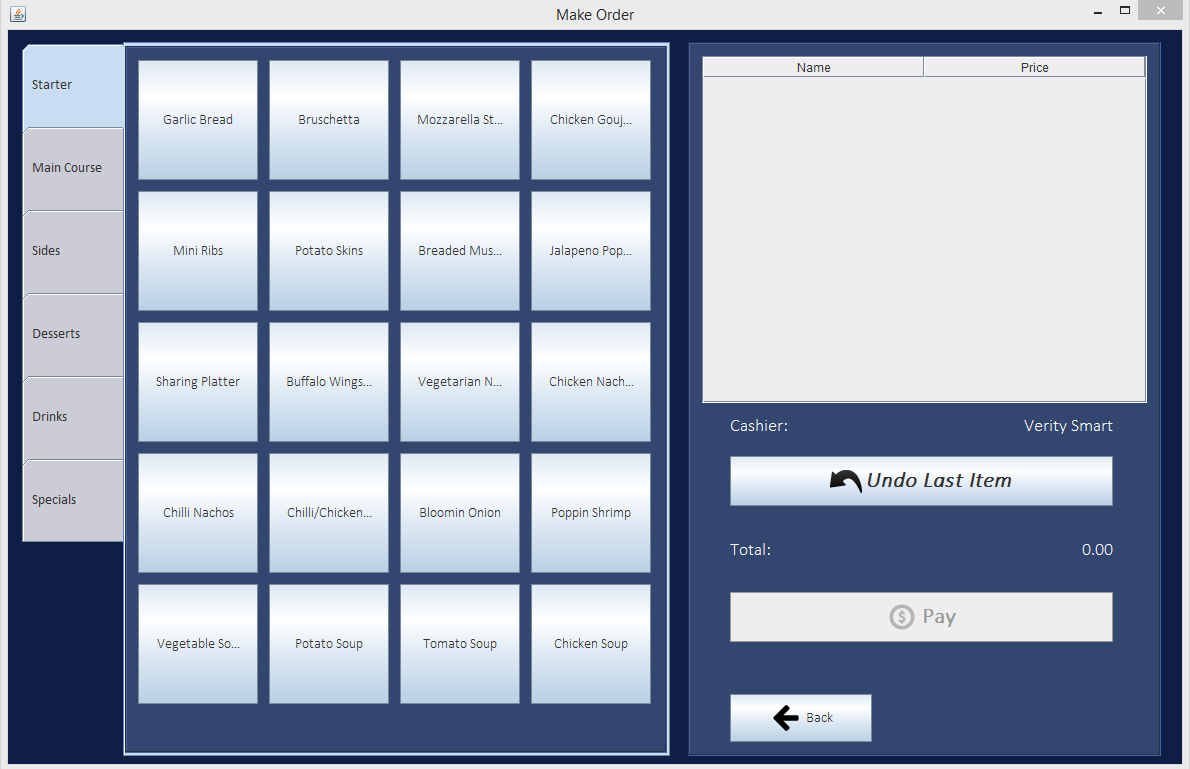 Make Order
Starter
Main Course
Sides
Desserts
Drinks
Specials
Garlic Bread
Bruschetta
Mozzarella St...
Chicken Gouj...
Mini Ribs
Potato Skins
Breaded Mus...
Jalapeno Pop...
Sharing Platter
Buffalo Wings...
Vegetarian N...
Chicken Nach...
Chilli Nachos
Chilli/Chicken...
Bloomin Onion
Poppin Shrimp
Vegetable So...
Potato Soup
Tomato Soup
Chicken Soup
Name Price
Cashier: Verity Smart
Undo Last Item
Total: 0.00
$ Pay
Back